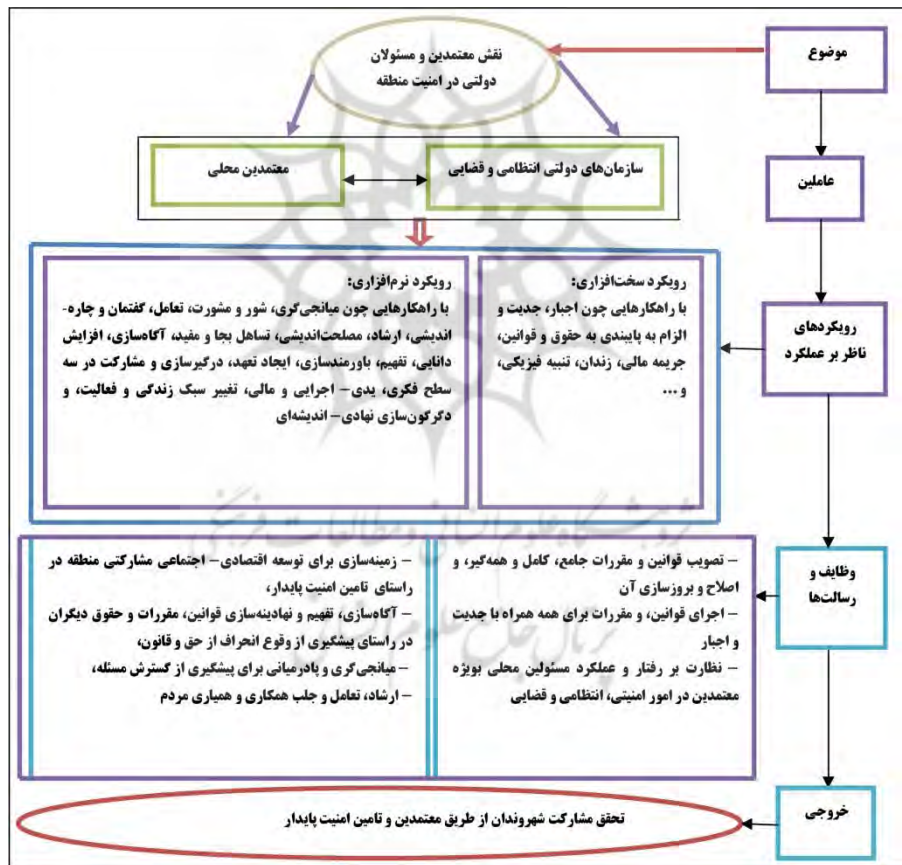 موضوع
نقش معتمدین و مسئولان
دولتی در امنیت منطقه
عاملین
سازمان‌های دولتی انتظامی و قضایی
معتمدین محلی
رویکردهای
ناظر بر عملکرد
رویکرد سخت‌افزاری:
با راهکارهایی چون اجبار، جدیت و
الزام به پایبندی به حقوق و قوانین،
جریمه مالی، زندان، تنبیه فیزیکی،
و ...
رویکرد نرم‌افزاری:
با راهکارهایی چون میانجی‌گری، شور و مشورت، تعامل، گفتمان و چاره-
اندیشی، ارشاد، مصلحت‌اندیشی، تساهل بجا و مفید، آگاه‌سازی، افزایش
دانایی، تفهیم، باورمندسازی، ایجاد تعهد، درگیرسازی و مشارکت در سه
سطح فکری، یدی– اجرایی و مالی، تغییر سبک زندگی و فعالیت، و
دگرگون‌سازی نهادی– اندیشه‌ای
پژوهشگاه علوم انسانی و مطالعات فرهنگی
پرتال جامع علوم انسانی
وظایف و
رسالت‌ها
– تصویب قوانین و مقررات جامع، کامل و همه‌گیر، و
اصلاح و بروزسازی آن
– اجرای قوانین، و مقررات برای همه همراه با جدیت
و اجبار
– نظارت بر رفتار و عملکرد مسئولین محلی بویژه
معتمدین در امور امنیتی، انتظامی و قضایی
– زمینه‌سازی برای توسعه اقتصادی– اجتماعی مشارکتی منطقه در
راستای تامین امنیت پایدار،
– آگاه‌سازی، تفهیم و نهادینه‌سازی قوانین، مقررات و حقوق دیگران
در راستای پیشگیری از وقوع انحراف از حق و قانون،
– میانجی‌گری و پادرمیانی برای پیشگیری از گسترش مسئله،
– ارشاد، تعامل و جلب همکاری و همیاری مردم
خروجی
تحقق مشارکت شهروندان از طریق معتمدین و تامین امنیت پایدار